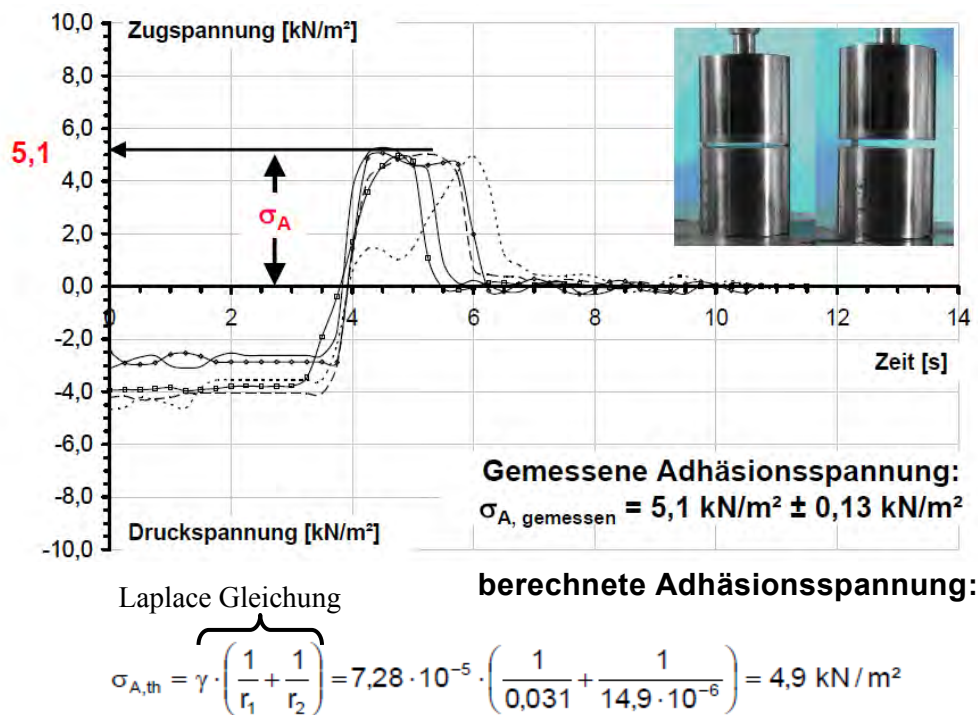 10,0
Zugspannung [kN/m²]
8,0
6,0
5,1
4,0
σA
2,0
0,0
0 2 4 6 8 10 12 14
-2,0
Zeit [s]
-4,0
-6,0
Gemessene Adhäsionsspannung:
σA, gemessen = 5,1 kN/m² ± 0,13 kN/m²
-8,0
Druckspannung [kN/m²]
-10,0
berechnete Adhäsionsspannung:
Laplace Gleichung
σA,th = γ · (1/r1 + 1/r2) = 7,28 · 10⁻⁵ · (1/0,031 + 1/14,9 · 10⁻⁶) = 4,9 kN / m²